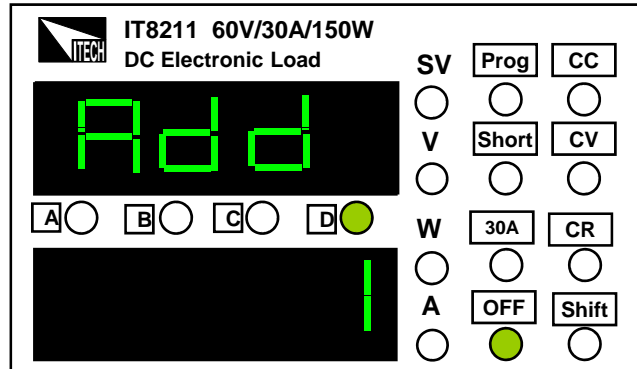 ITECH
IT8211 60V/30A/150W
DC Electronic Load
SV Prog CC
Add
V Short CV
A B C D
W 30A CR
1
A OFF Shift